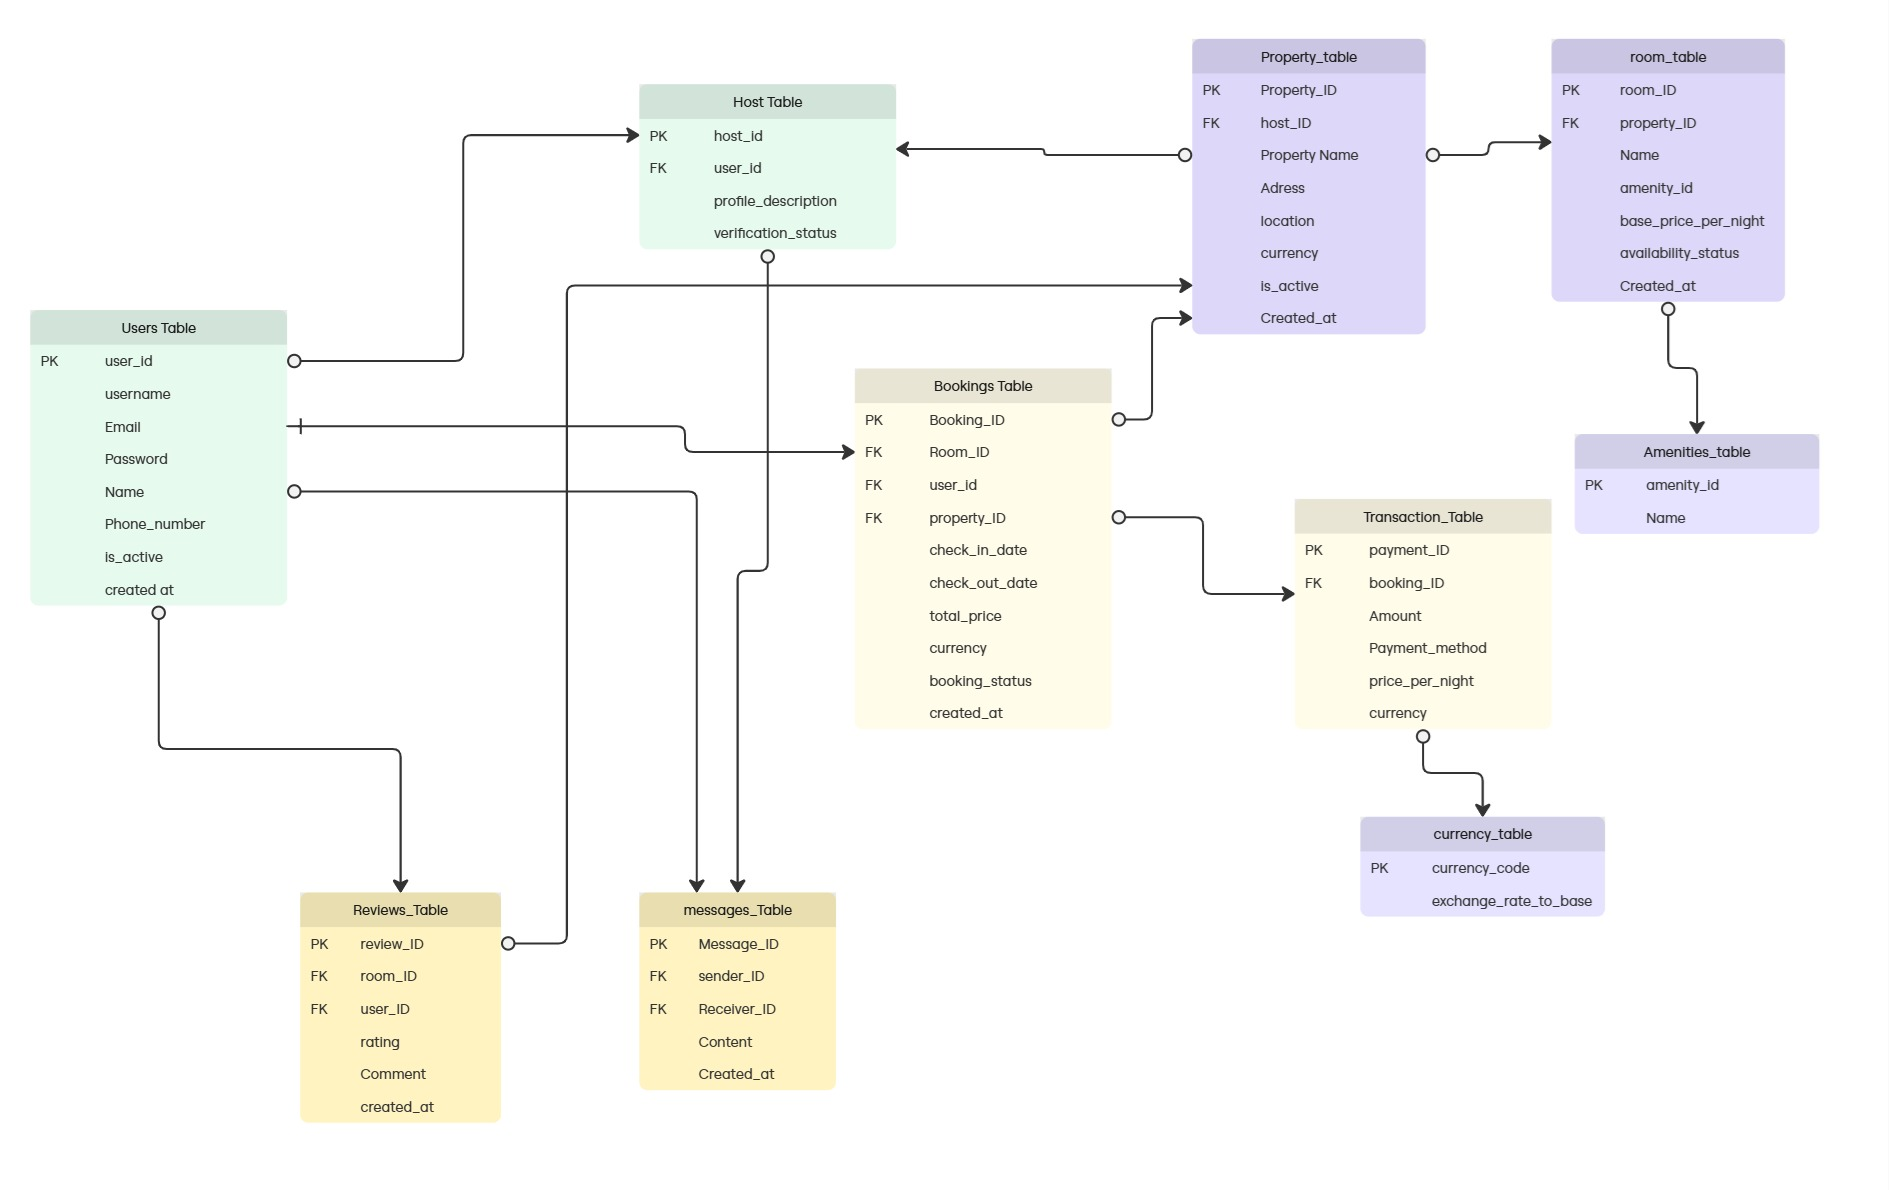 Property_table
PK Property_ID
FK host_ID
Property Name
Adress
location
currency
is_active
Created_at
room_table
PK room_ID
FK property_ID
Name
amenity_id
base_price_per_night
availability_status
Created_at
Host Table
PK host_id
FK user_id
profile_description
verification_status
Users Table
PK user_id
username
Email
Password
Name
Phone_number
is_active
created at
Bookings Table
PK Booking_ID
FK Room_ID
FK user_id
FK property_ID
check_in_date
check_out_date
total_price
currency
booking_status
created_at
Amenities_table
PK amenity_id
Name
Transaction_Table
PK payment_ID
FK booking_ID
Amount
Payment_method
price_per_night
currency
currency_table
PK currency_code
exchange_rate_to_base
Reviews_Table
PK review_ID
FK room_ID
FK user_ID
rating
Comment
created_at
messages_Table
PK Message_ID
FK sender_ID
FK Receiver_ID
Content
Created_at